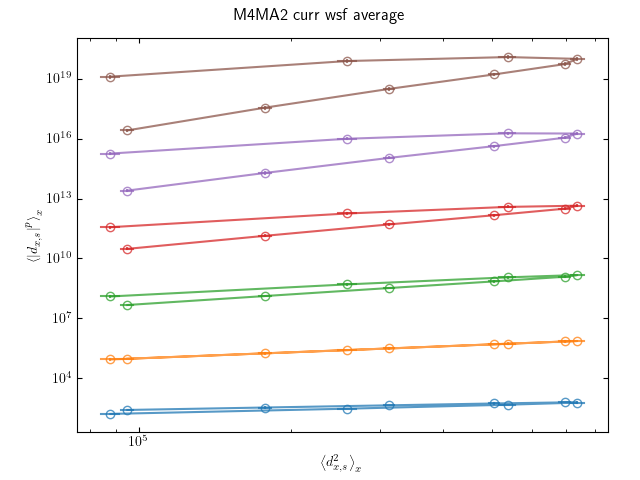 M4MA2 curr wsf average
⟨|d_{x,s}|^p⟩_x
10^{19}
10^{16}
10^{13}
10^{10}
10^7
10^4
10^5
⟨d_{x,s}^2⟩_x